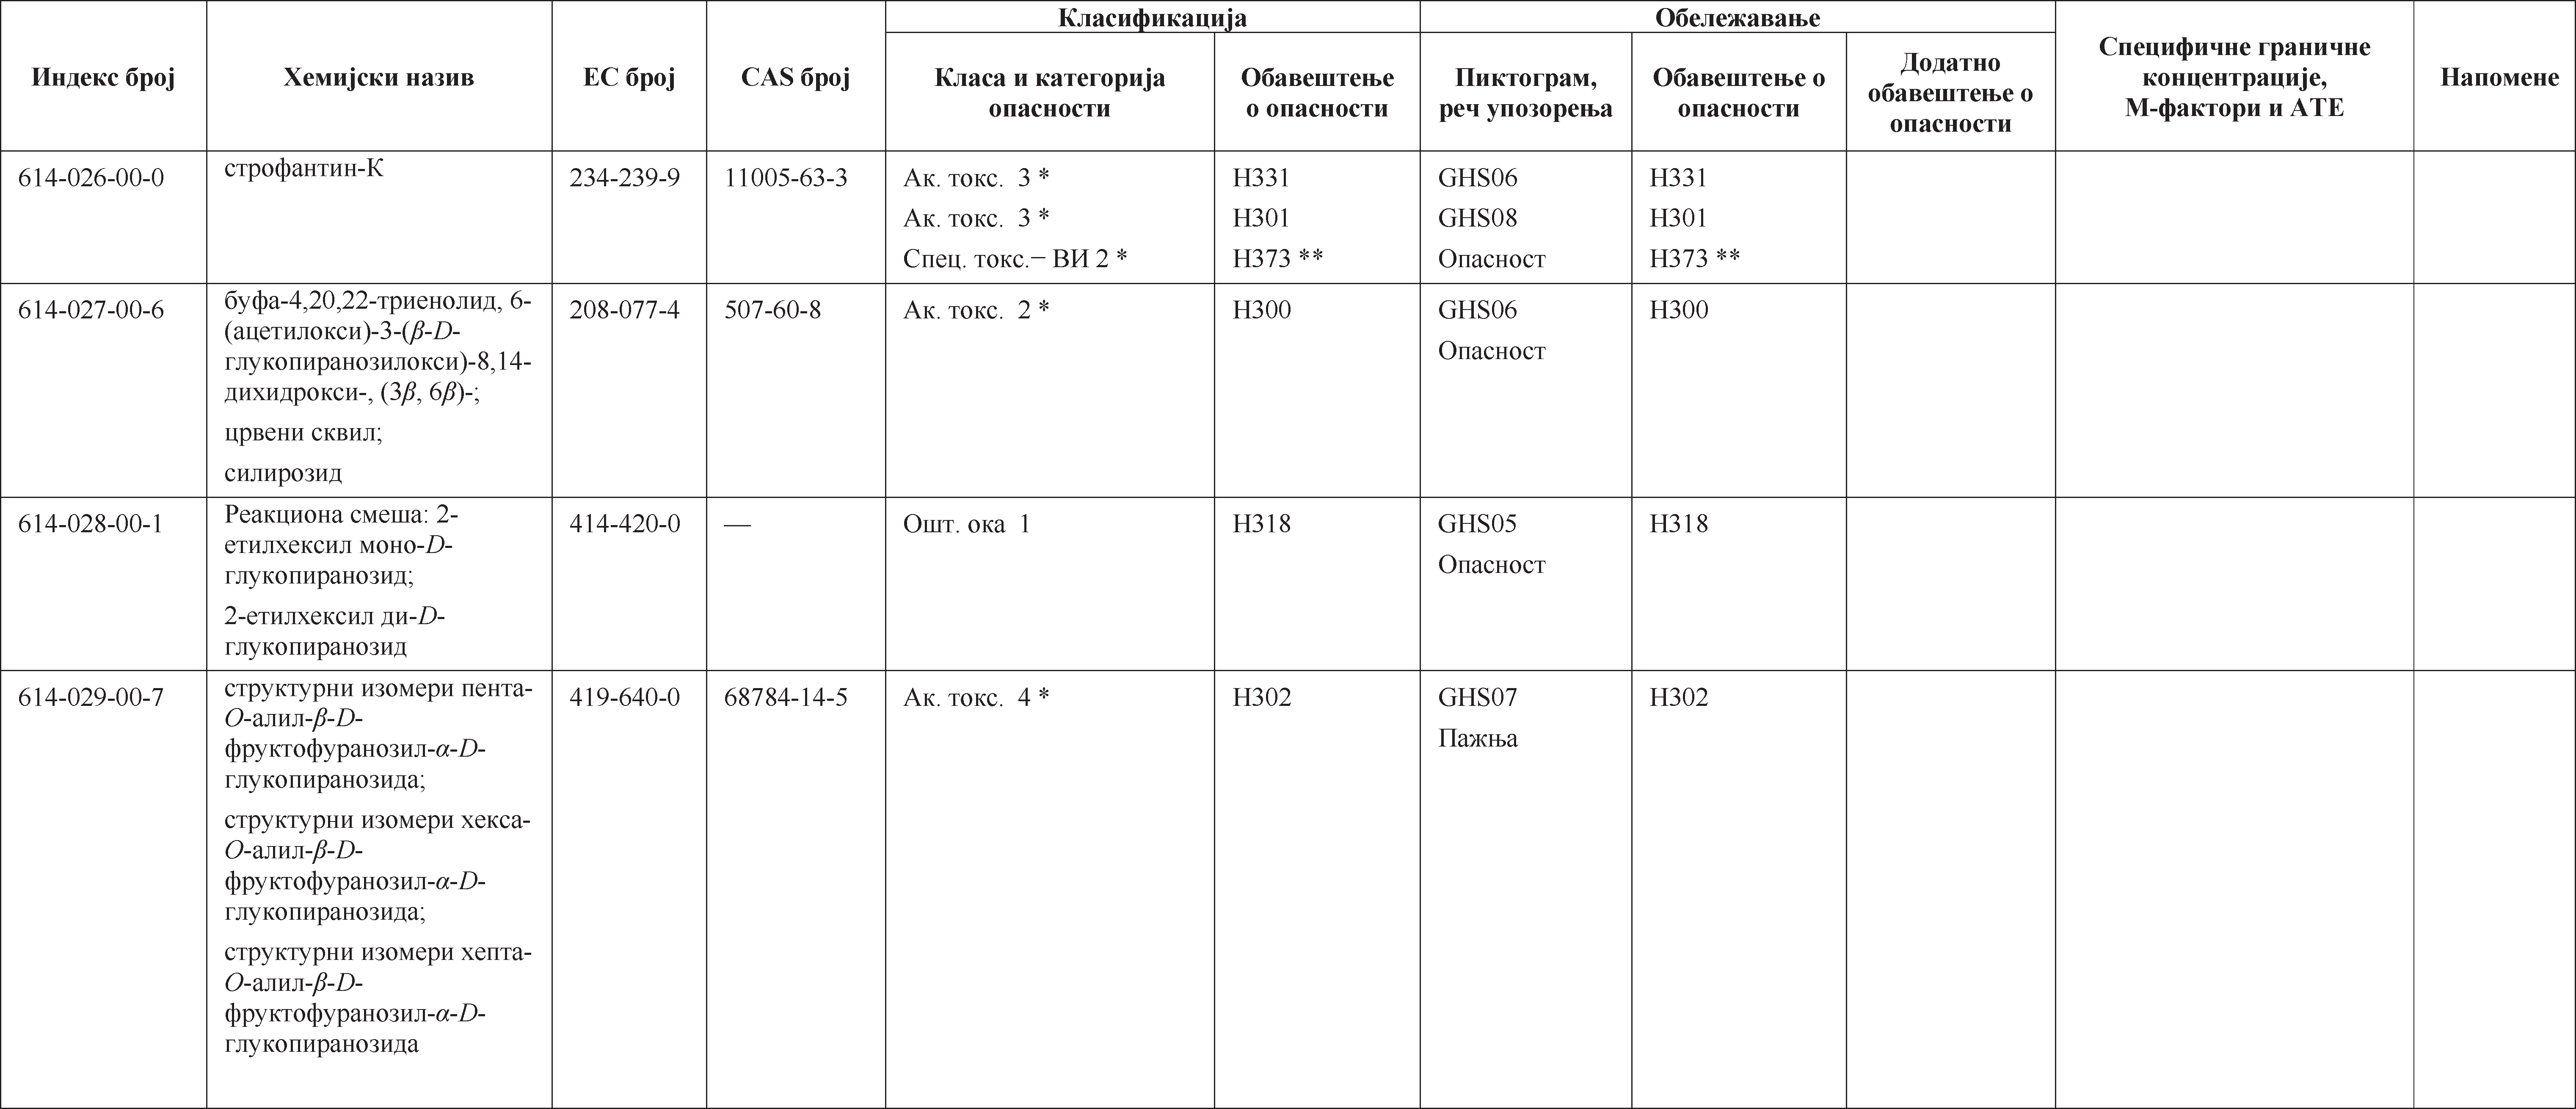 Индекс број
Хемијски назив
ЕС број
CAS број
Класификација
Обележавање
Специфичне граничне
концентрације,
М-фактори и ATE
Напомене
Класа и категорија
опасности
Обавештење
о опасности
Пиктограм,
реч упозорења
Обавештење о
опасности
Додатно
обавештење о
опасности
614-026-00-0
строфантин-К
234-239-9
11005-63-3
Ак. токс. 3 *
Ак. токс. 3 *
Спец. токс.− ВИ 2 *
H331
H301
H373 **
GHS06
GHS08
Опасност
H331
H301
H373 **
614-027-00-6
буфа-4,20,22-триенолид, 6-
(ацетилокси)-3-(β-D-
глукопиранозилокси)-8,14-
дихидрокси-, (3β, 6β)-;
црвени сквил;
силирозид
208-077-4
507-60-8
Ак. токс. 2 *
H300
GHS06
Опасност
H300
614-028-00-1
Реакциона смеша: 2-
етилхексил моно-D-
глукопиранозид;
2-етилхексил ди-D-
глукопиранозид
414-420-0
—
Ошт. ока 1
H318
GHS05
Опасност
H318
614-029-00-7
структурни изомери пента-
O-алил-β-D-
фруктофуранозил-α-D-
глукопиранозида;
структурни изомери хекса-
O-алил-β-D-
фруктофуранозил-α-D-
глукопиранозида;
структурни изомери хепта-
O-алил-β-D-
фруктофуранозил-α-D-
глукопиранозида
419-640-0
68784-14-5
Ак. токс. 4 *
H302
GHS07
Пажња
H302